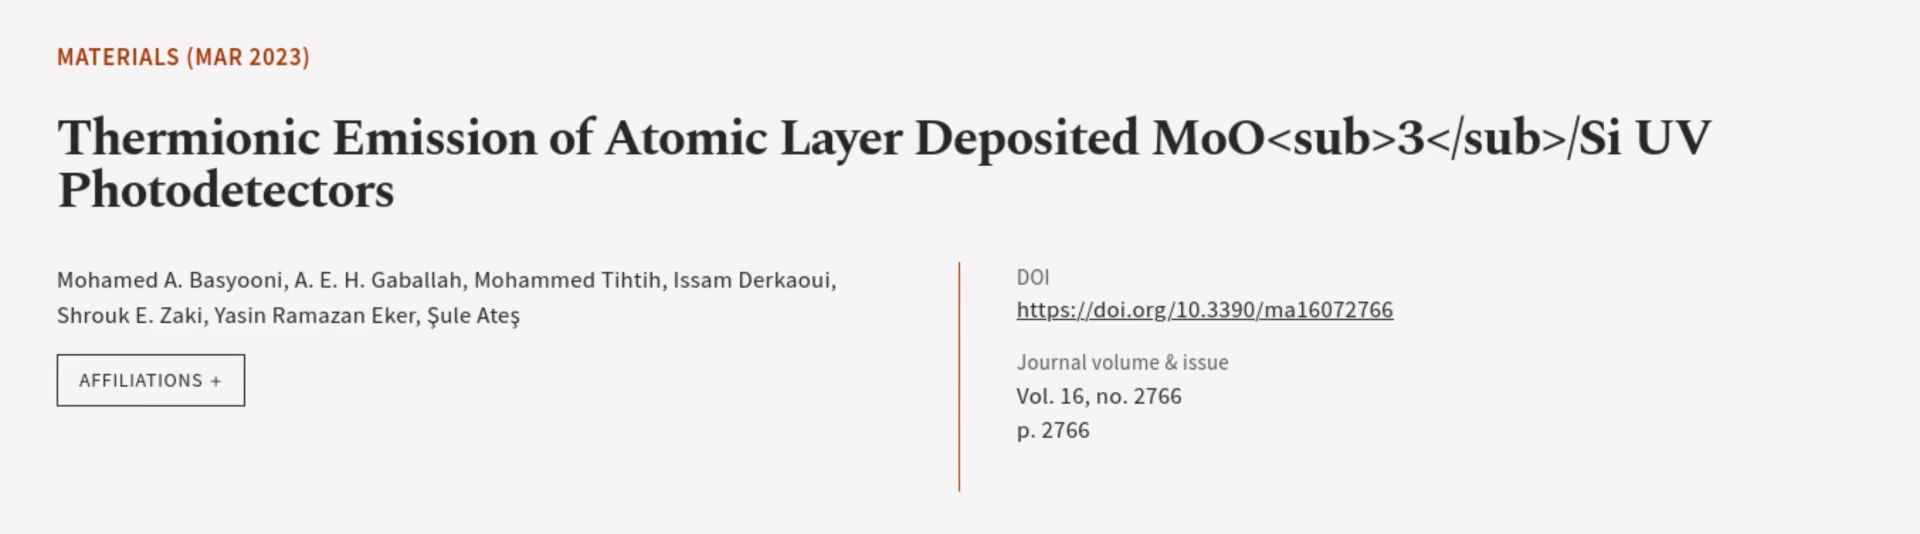 MATERIALS (MAR 2023)
Thermionic Emission of Atomic Layer Deposited MoO<sub>3</sub>/Si UV
Photodetectors
Mohamed A. Basyooni, A. E. H. Gaballah, Mohammed Tihtih, Issam Derkaoui,
Shrouk E. Zaki, Yasin Ramazan Eker, Şule Ateş
AFFILIATIONS +
DOI
https://doi.org/10.3390/ma16072766
Journal volume & issue
Vol. 16, no. 2766
p. 2766